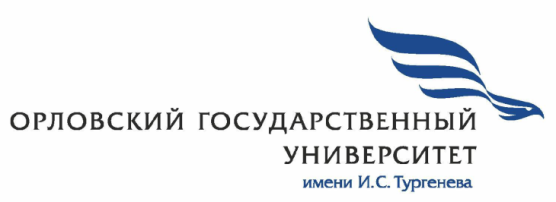 ОРЛОВСКИЙ ГОСУДАРСТВЕННЫЙ
УНИВЕРСИТЕТ
имени И.С. Тургенева